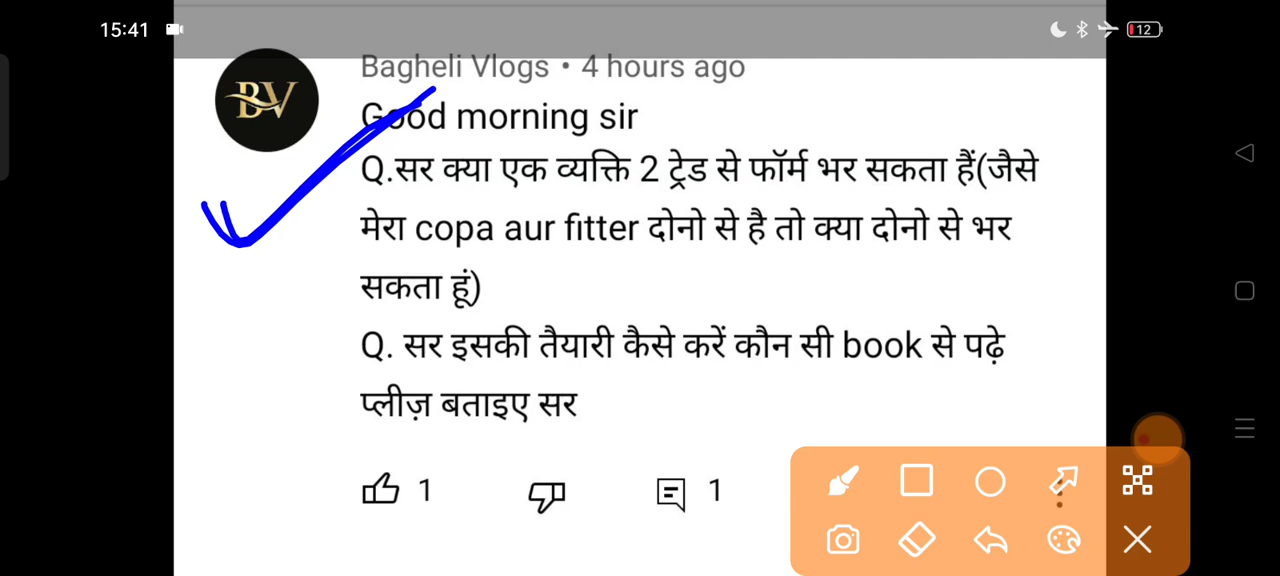 15:41
12
BV
Bagheli Vlogs • 4 hours ago
Good morning sir
Q.सर क्या एक व्यक्ति 2 ट्रेड से फॉर्म भर सकता हैं(जैसे
मेरा copa aur fitter दोनो से है तो क्या दोनो से भर
सकता हूं)
Q. सर इसकी तैयारी कैसे करें कौन सी book से पढ़े
प्लीज़ बताइए सर
1
1